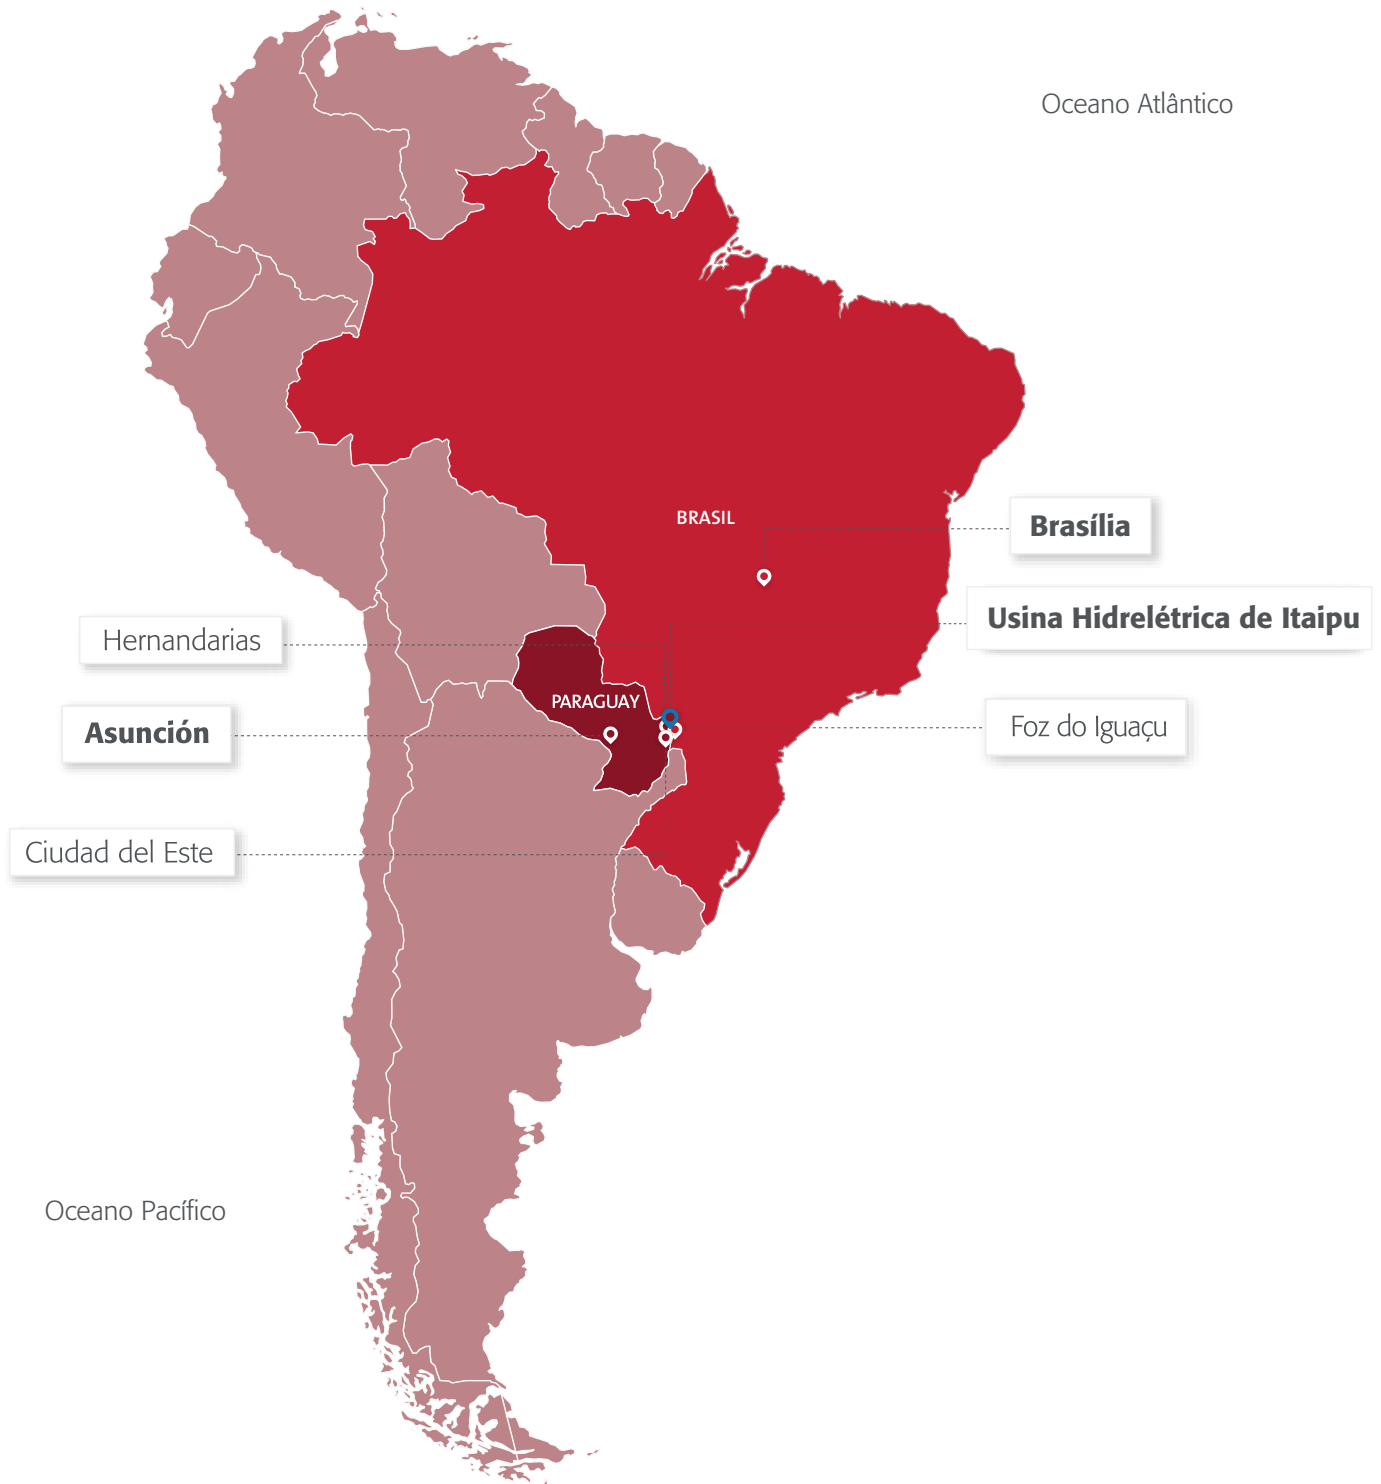 Oceano Atlântico
BRASIL
Brasília
Usina Hidrelétrica de Itaipu
Hernandarias
PARAGUAY
Asunción
Foz do Iguaçu
Ciudad del Este
Oceano Pacífico